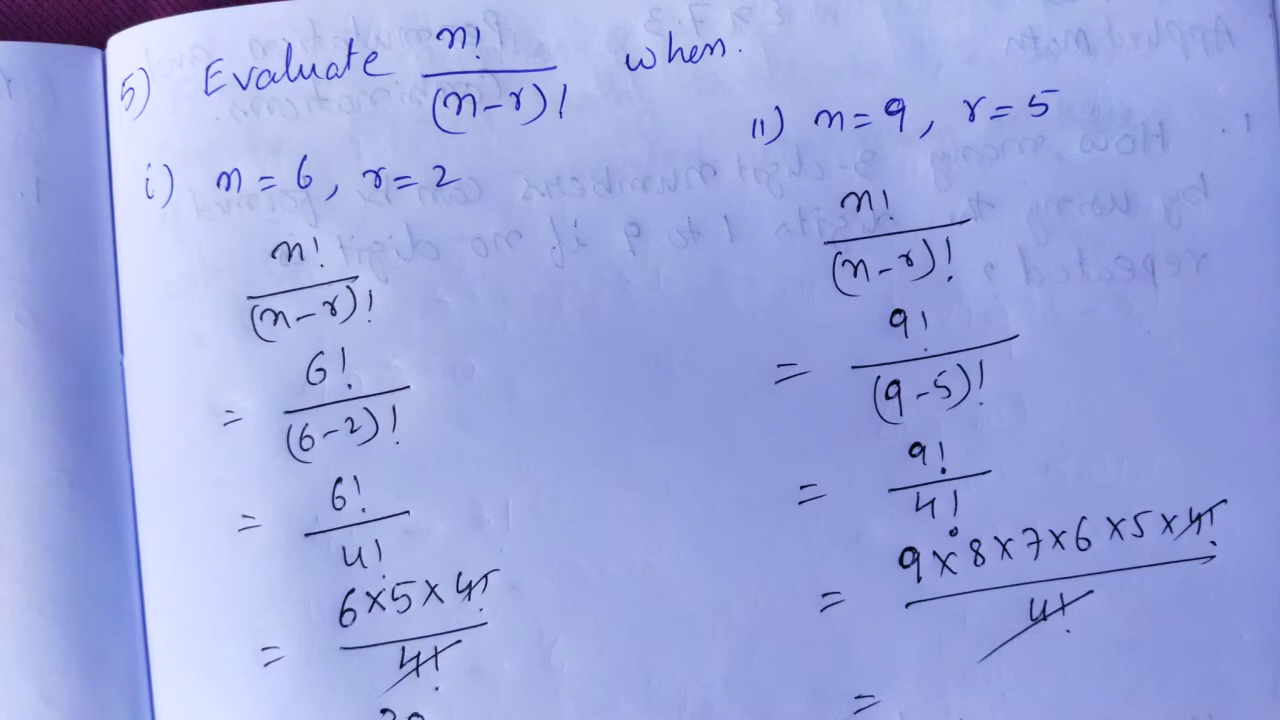 5) Evaluate n!/(n-r)! when.
i) n = 6, r = 2
n!/(n-r)!
= 6!/(6-2)!
= 6!/4!
= 6×5×4!/4!
ii) n = 9, r = 5
n!/(n-r)!
= 9!/(9-5)!
= 9!/4!
= 9×8×7×6×5×4!/4!
=